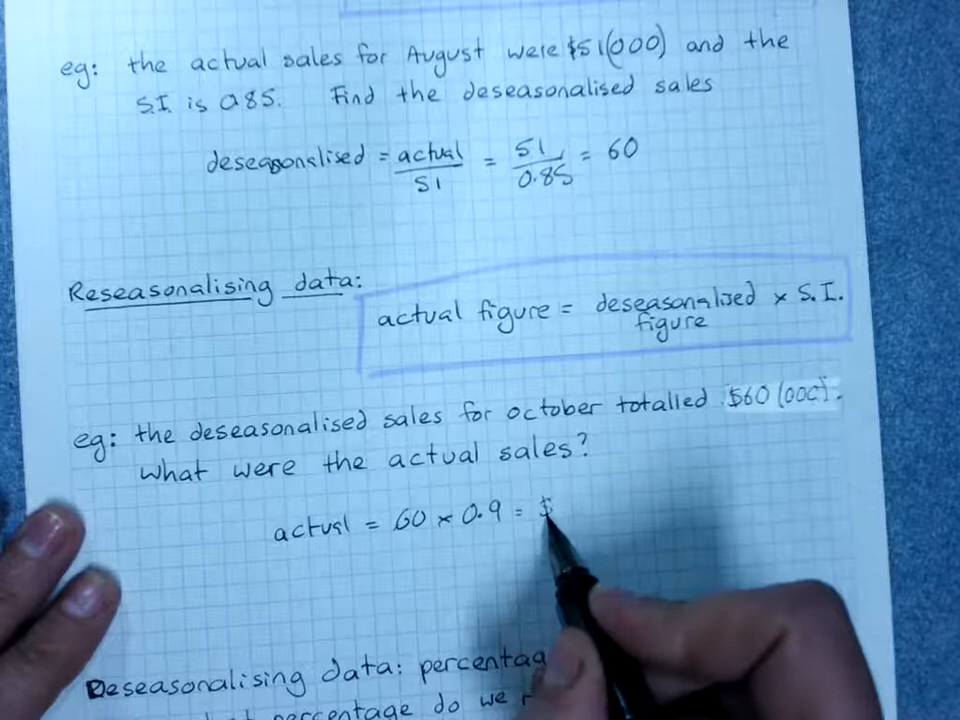 eg: the actual sales for August were $51(000) and the
S.I. is 0.85. Find the deseasonalised sales
deseasonalised = actual / SI = 51 / 0.85 = 60
Reseasonalising data:
actual figure = deseasonalised figure × S.I.
eg: the deseasonalised sales for october totalled $60(000).
What were the actual sales?
actual = 60 × 0.9 = $
Deseasonalising data: percentag
percentage do we